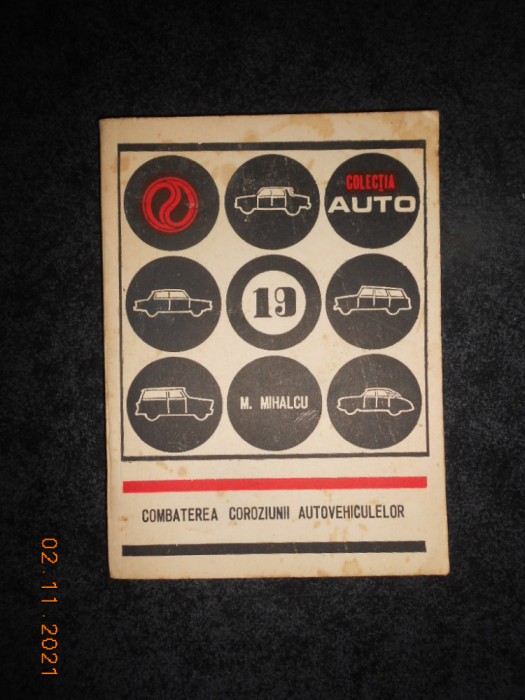 COLECȚIA
AUTO
19
M. MIHALCU
COMBATEREA COROZIUNII AUTOVEHICULELOR
02.11.2021